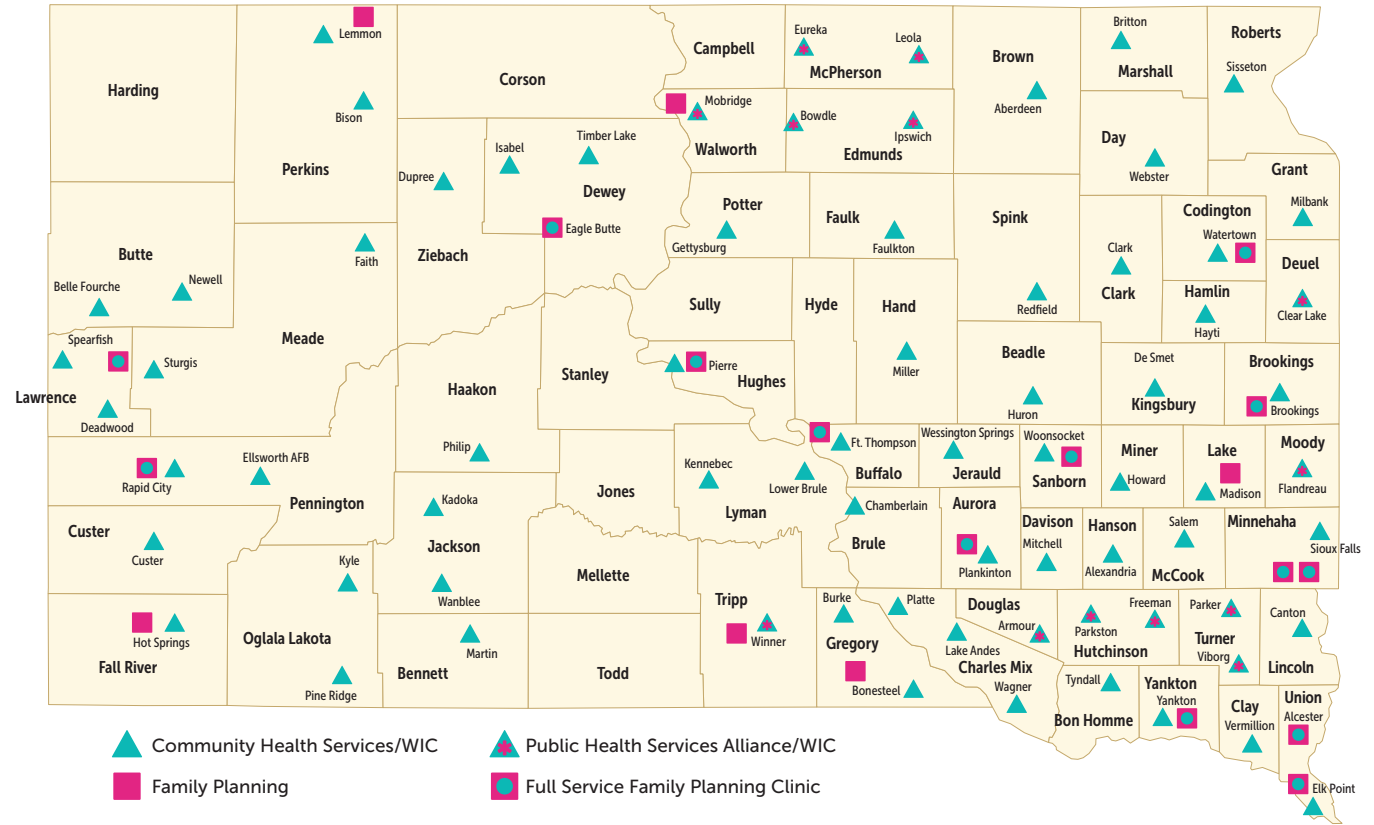 Lemmon
Harding
Bison
Perkins
Corson
Campbell
Eureka
Leola
McPherson
Brown
Aberdeen
Britton
Marshall
Roberts
Sisseton
Mobridge
Walworth
Bowdle
Ipswich
Edmunds
Day
Webster
Grant
Milbank
Dupree
Isabel
Timber Lake
Dewey
Eagle Butte
Ziebach
Potter
Gettysburg
Faulk
Faulkton
Spink
Redfield
Clark
Clark
Codington
Watertown
Deuel
Clear Lake
Hamlin
Hayti
Butte
Belle Fourche
Newell
Faith
Meade
Spearfish
Sturgis
Lawrence
Deadwood
Haakon
Philip
Stanley
Sully
Pierre
Hughes
Hyde
Hand
Miller
Beadle
Huron
De Smet
Kingsbury
Brookings
Brookings
Rapid City
Ellsworth AFB
Pennington
Kadoka
Jackson
Wanblee
Jones
Kennebec
Lower Brule
Lyman
Ft. Thompson
Buffalo
Wessington Springs
Jerauld
Woonsocket
Sanborn
Miner
Howard
Lake
Madison
Moody
Flandreau
Custer
Custer
Chamberlain
Brule
Aurora
Plankinton
Davison
Mitchell
Hanson
Alexandria
Salem
McCook
Minnehaha
Sioux Falls
Hot Springs
Fall River
Kyle
Oglala Lakota
Pine Ridge
Martin
Bennett
Mellette
Todd
Tripp
Winner
Burke
Gregory
Bonesteel
Platte
Lake Andes
Charles Mix
Wagner
Douglas
Armour
Parkston
Freeman
Hutchinson
Parker
Turner
Viborg
Canton
Lincoln
Tyndall
Bon Homme
Yankton
Yankton
Clay
Vermillion
Union
Alcester
Elk Point
Community Health Services/WIC
Public Health Services Alliance/WIC
Family Planning
Full Service Family Planning Clinic